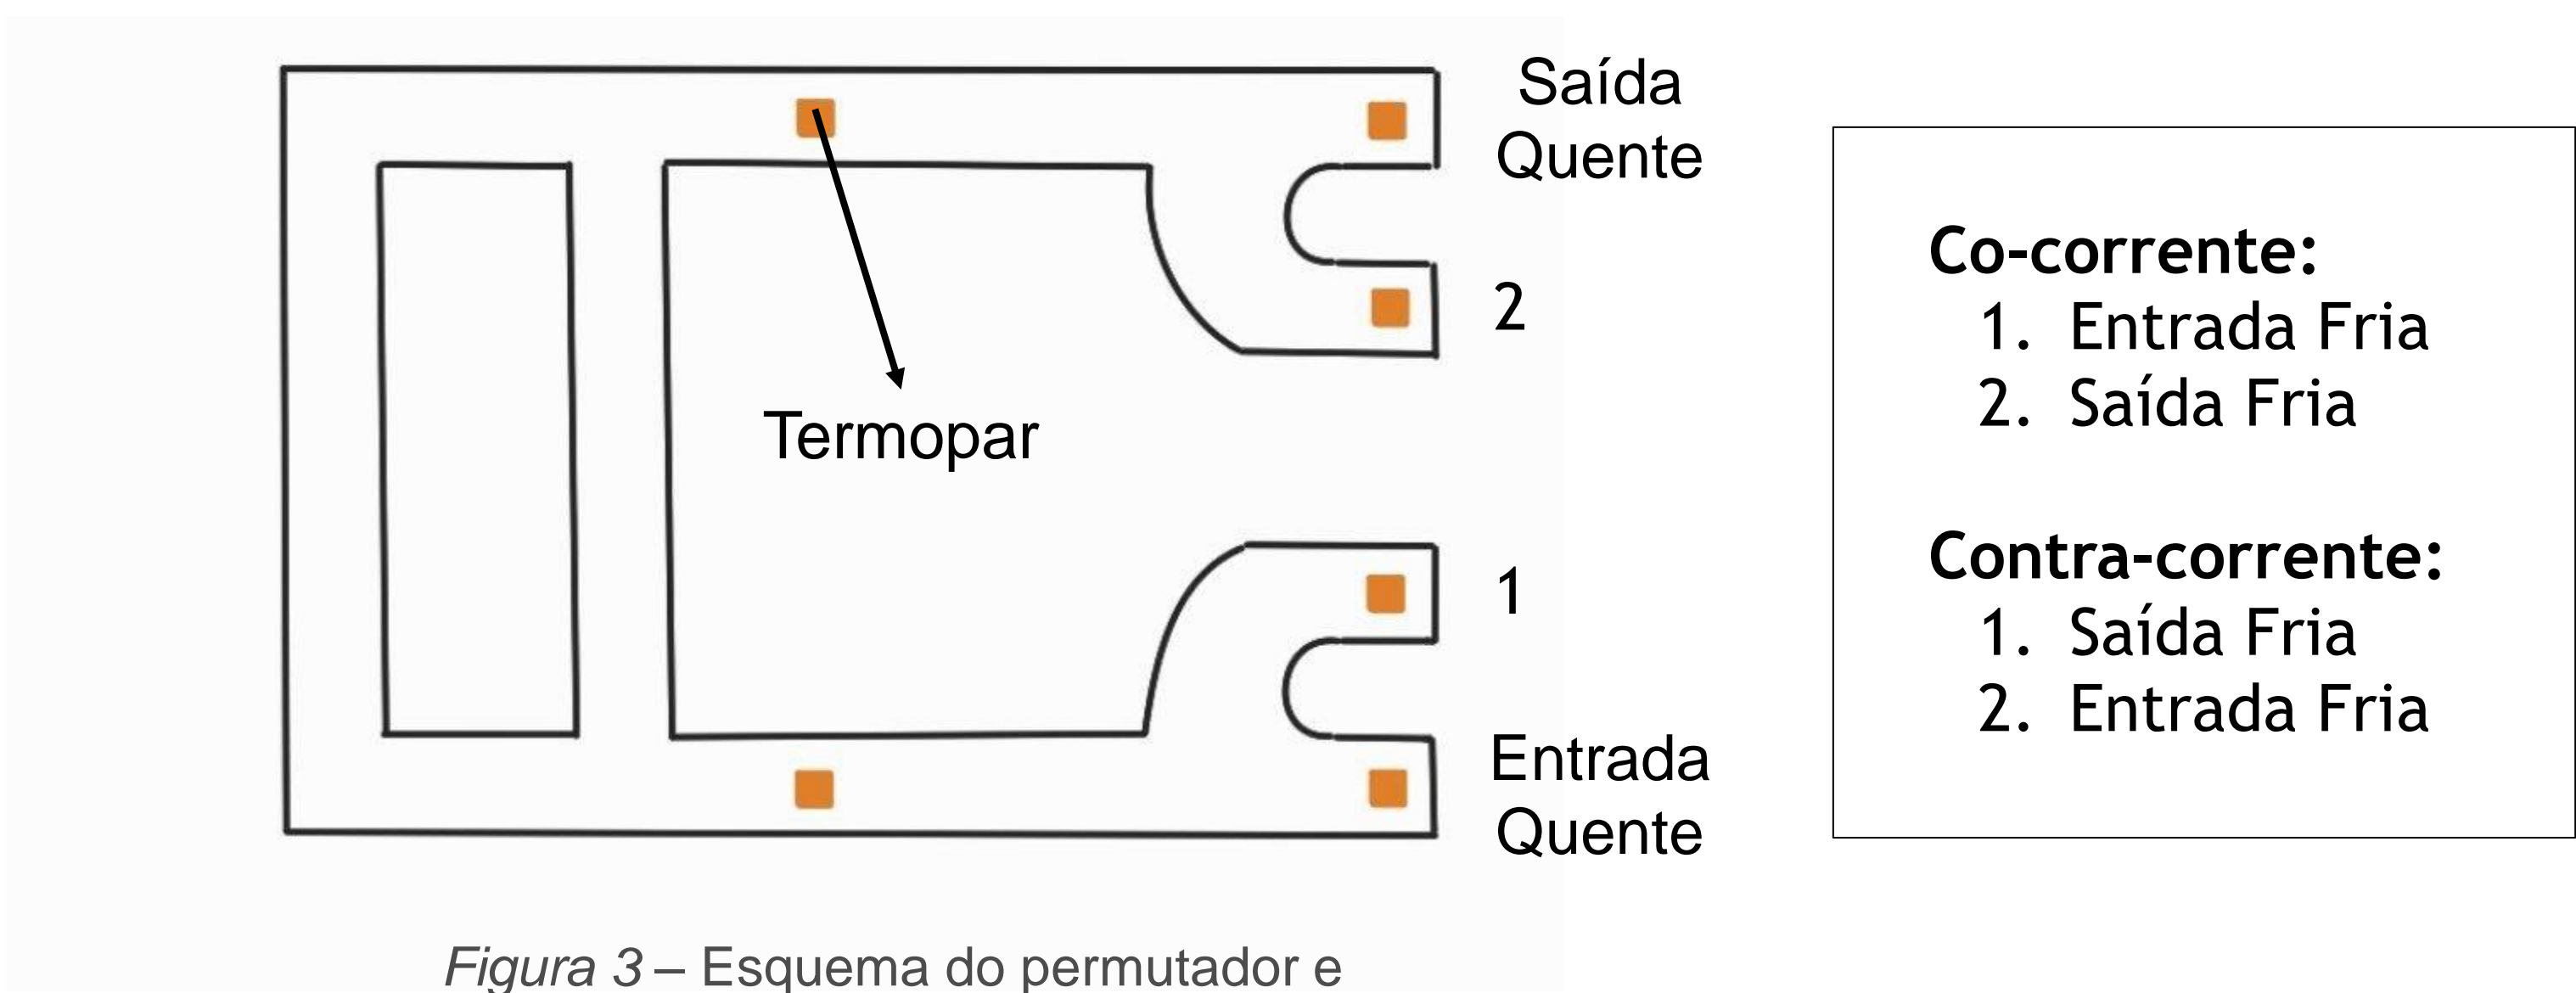 Saída
Quente
2
Termopar
1
Entrada
Quente
Co-corrente:
1. Entrada Fria
2. Saída Fria
Contra-corrente:
1. Saída Fria
2. Entrada Fria
Figura 3 – Esquema do permutador e